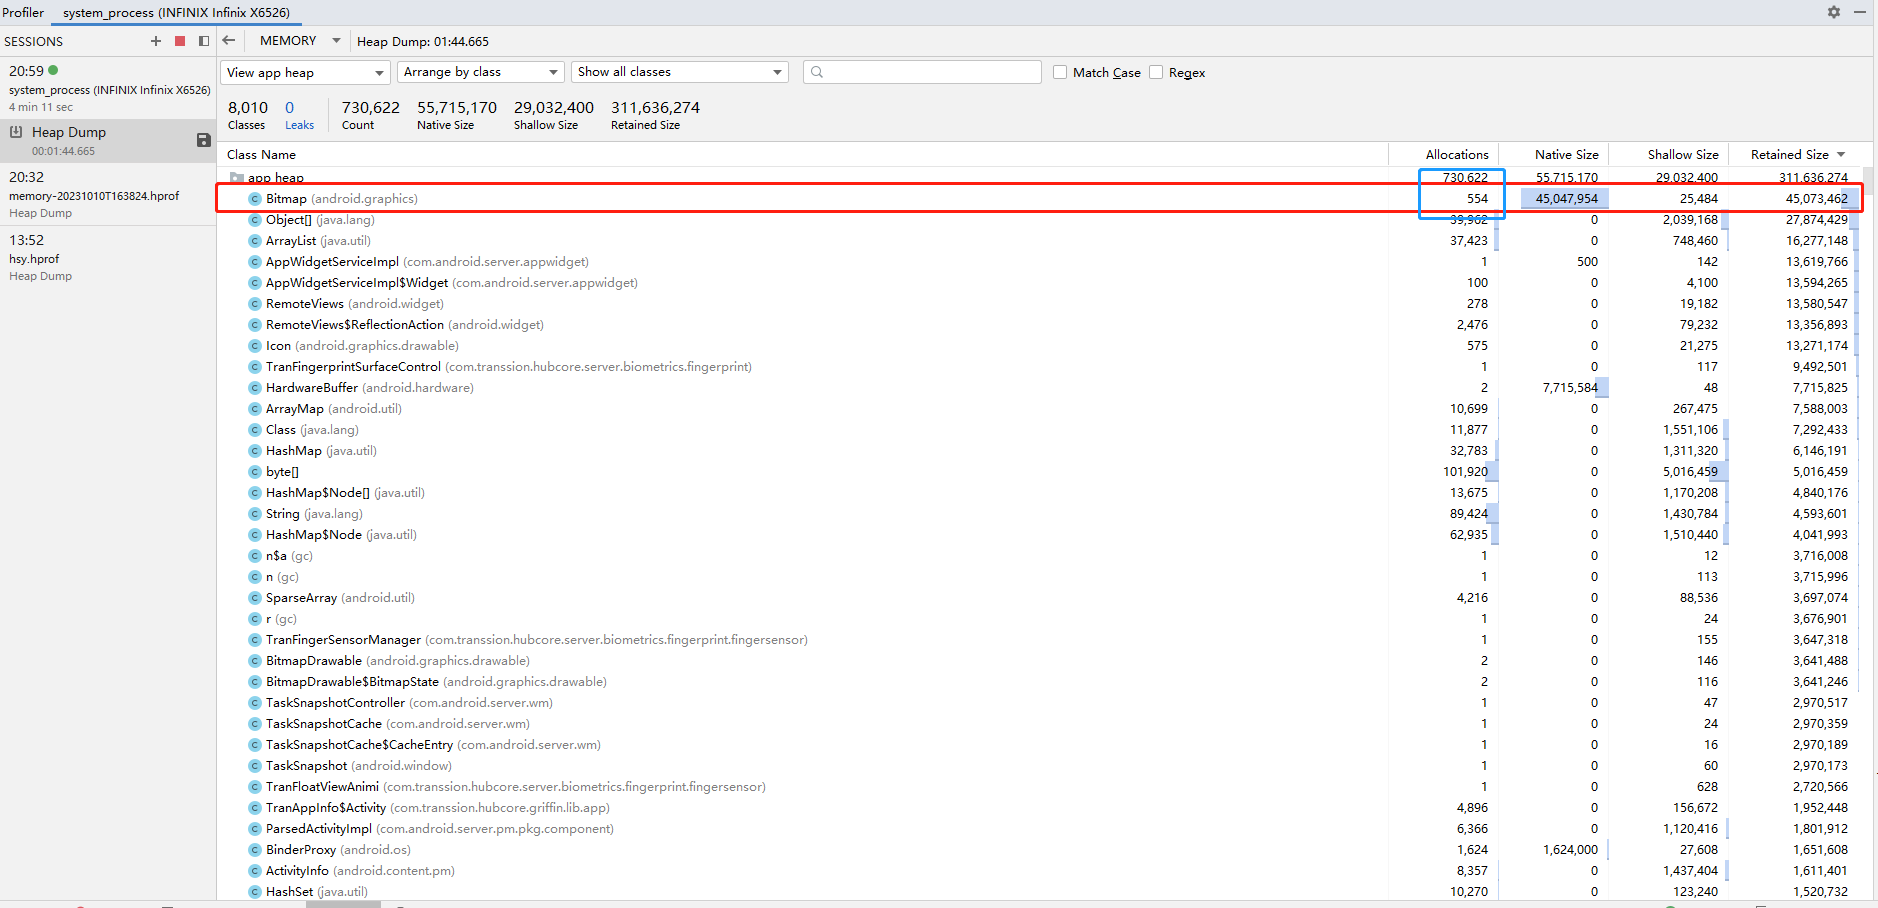 Profiler system_process (INFINIX Infinix X6526)
SESSIONS MEMORY Heap Dump: 01:44.665
20:59
system_process (INFINIX Infinix X6526)
4 min 11 sec
Heap Dump
00:01:44.665
20:32
memory-20231010T163824.hprof
Heap Dump
13:52
hsy.hprof
Heap Dump
View app heap Arrange by class Show all classes Match Case Regex
8,010 0 730,622 55,715,170 29,032,400 311,636,274
Classes Leaks Count Native Size Shallow Size Retained Size
Class Name Allocations Native Size Shallow Size Retained Size
app heap 730,622 55,715,170 29,032,400 311,636,274
Bitmap (android.graphics) 554 45,047,954 25,484 45,073,462
Object[] (java.lang) 39,962 0 2,039,168 27,874,429
ArrayList (java.util) 37,423 0 748,460 16,277,148
AppWidgetServiceImpl (com.android.server.appwidget) 1 500 142 13,619,766
AppWidgetServiceImpl$Widget (com.android.server.appwidget) 100 0 4,100 13,594,265
RemoteViews (android.widget) 278 0 19,182 13,580,547
RemoteViews$ReflectionAction (android.widget) 2,476 0 79,232 13,356,893
Icon (android.graphics.drawable) 575 0 21,275 13,271,174
TranFingerprintSurfaceControl (com.transsion.hubcore.server.biometrics.fingerprint) 1 0 117 9,492,501
HardwareBuffer (android.hardware) 2 7,715,584 48 7,715,825
ArrayMap (android.util) 10,699 0 267,475 7,588,003
Class (java.lang) 11,877 0 1,551,106 7,292,433
HashMap (java.util) 32,783 0 1,311,320 6,146,191
byte[] 101,920 0 5,016,459 5,016,459
HashMap$Node[] (java.util) 13,675 0 1,170,208 4,840,176
String (java.lang) 89,424 0 1,430,784 4,593,601
HashMap$Node (java.util) 62,935 0 1,510,440 4,041,993
n$a (gc) 1 0 12 3,716,008
n (gc) 1 0 113 3,715,996
SparseArray (android.util) 4,216 0 88,536 3,697,074
r (gc) 1 0 24 3,676,901
TranFingerSensorManager (com.transsion.hubcore.server.biometrics.fingerprint.fingersensor) 1 0 155 3,647,318
BitmapDrawable (android.graphics.drawable) 2 0 146 3,641,488
BitmapDrawable$BitmapState (android.graphics.drawable) 2 0 116 3,641,246
TaskSnapshotController (com.android.server.wm) 1 0 47 2,970,517
TaskSnapshotCache (com.android.server.wm) 1 0 24 2,970,359
TaskSnapshotCache$CacheEntry (com.android.server.wm) 1 0 16 2,970,189
TaskSnapshot (android.window) 1 0 60 2,970,173
TranFloatViewAnimi (com.transsion.hubcore.server.biometrics.fingerprint.fingersensor) 1 0 628 2,720,566
TranAppInfo$Activity (com.transsion.hubcore.griffin.lib.app) 4,896 0 156,672 1,952,448
ParsedActivityImpl (com.android.server.pm.pkg.component) 6,366 0 1,120,416 1,801,912
BinderProxy (android.os) 1,624 1,624,000 27,608 1,651,608
ActivityInfo (android.content.pm) 8,357 0 1,437,404 1,611,401
HashSet (java.util) 10,270 0 123,240 1,520,732